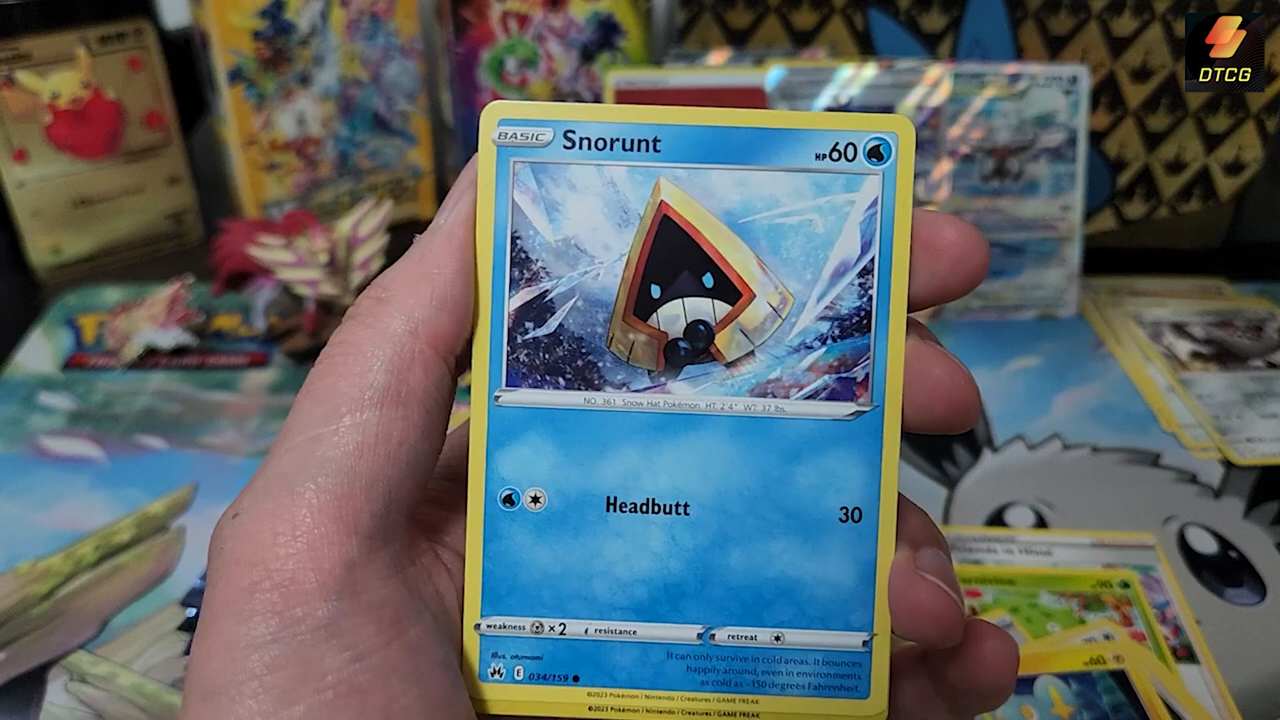 DTCG
BASIC Snorunt HP 60
NO. 361 Snow Hat Pokémon HT: 2'4" WT: 37 lbs.
Headbutt 30
weakness ×2 resistance retreat
Illus. otumami
E 034/159
It can only survive in cold areas. It bounces
happily around, even in environments
as cold as -150 degrees Fahrenheit.
©2023 Pokémon / Nintendo / Creatures / GAME FREAK
©2023 Pokémon / Nintendo / Creatures / GAME FREAK